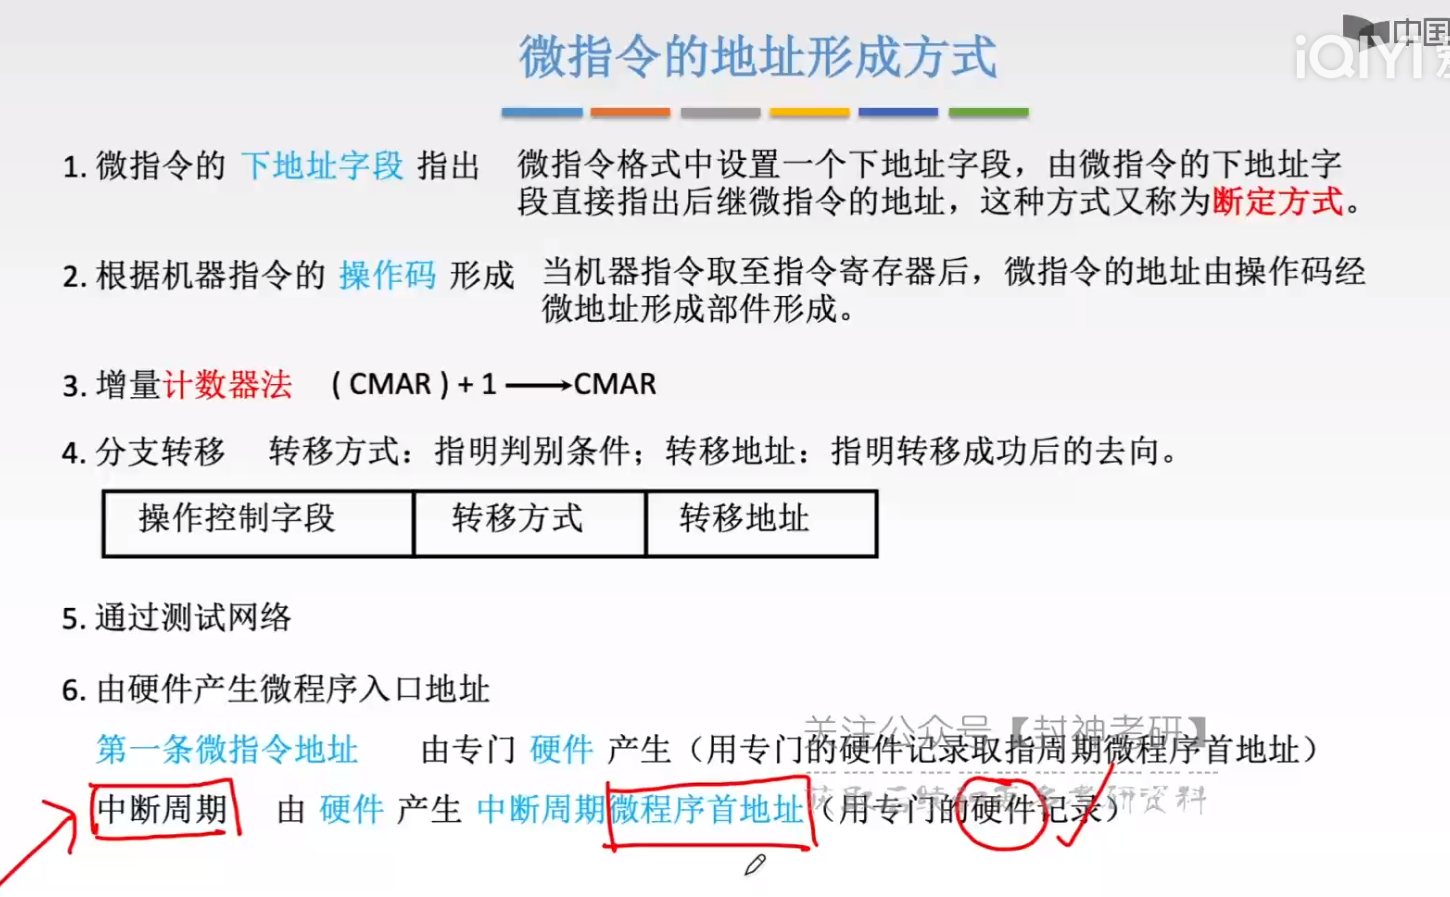 中国
iQIYI
微指令的地址形成方式
1. 微指令的 下地址字段 指出 微指令格式中设置一个下地址字段，由微指令的下地址字
段直接指出后继微指令的地址，这种方式又称为断定方式。
2. 根据机器指令的 操作码 形成 当机器指令取至指令寄存器后，微指令的地址由操作码经
微地址形成部件形成。
3. 增量计数器法 ( CMAR ) + 1 ⟶ CMAR
4. 分支转移 转移方式：指明判别条件；转移地址：指明转移成功后的去向。
操作控制字段 转移方式 转移地址
5. 通过测试网络
6. 由硬件产生微程序入口地址
关注公众号【封神考研】
第一条微指令地址 由专门 硬件 产生（用专门的硬件记录取指周期微程序首地址）
中断周期 由 硬件 产生 中断周期微程序首地址（用专门的硬件记录）
考研资料